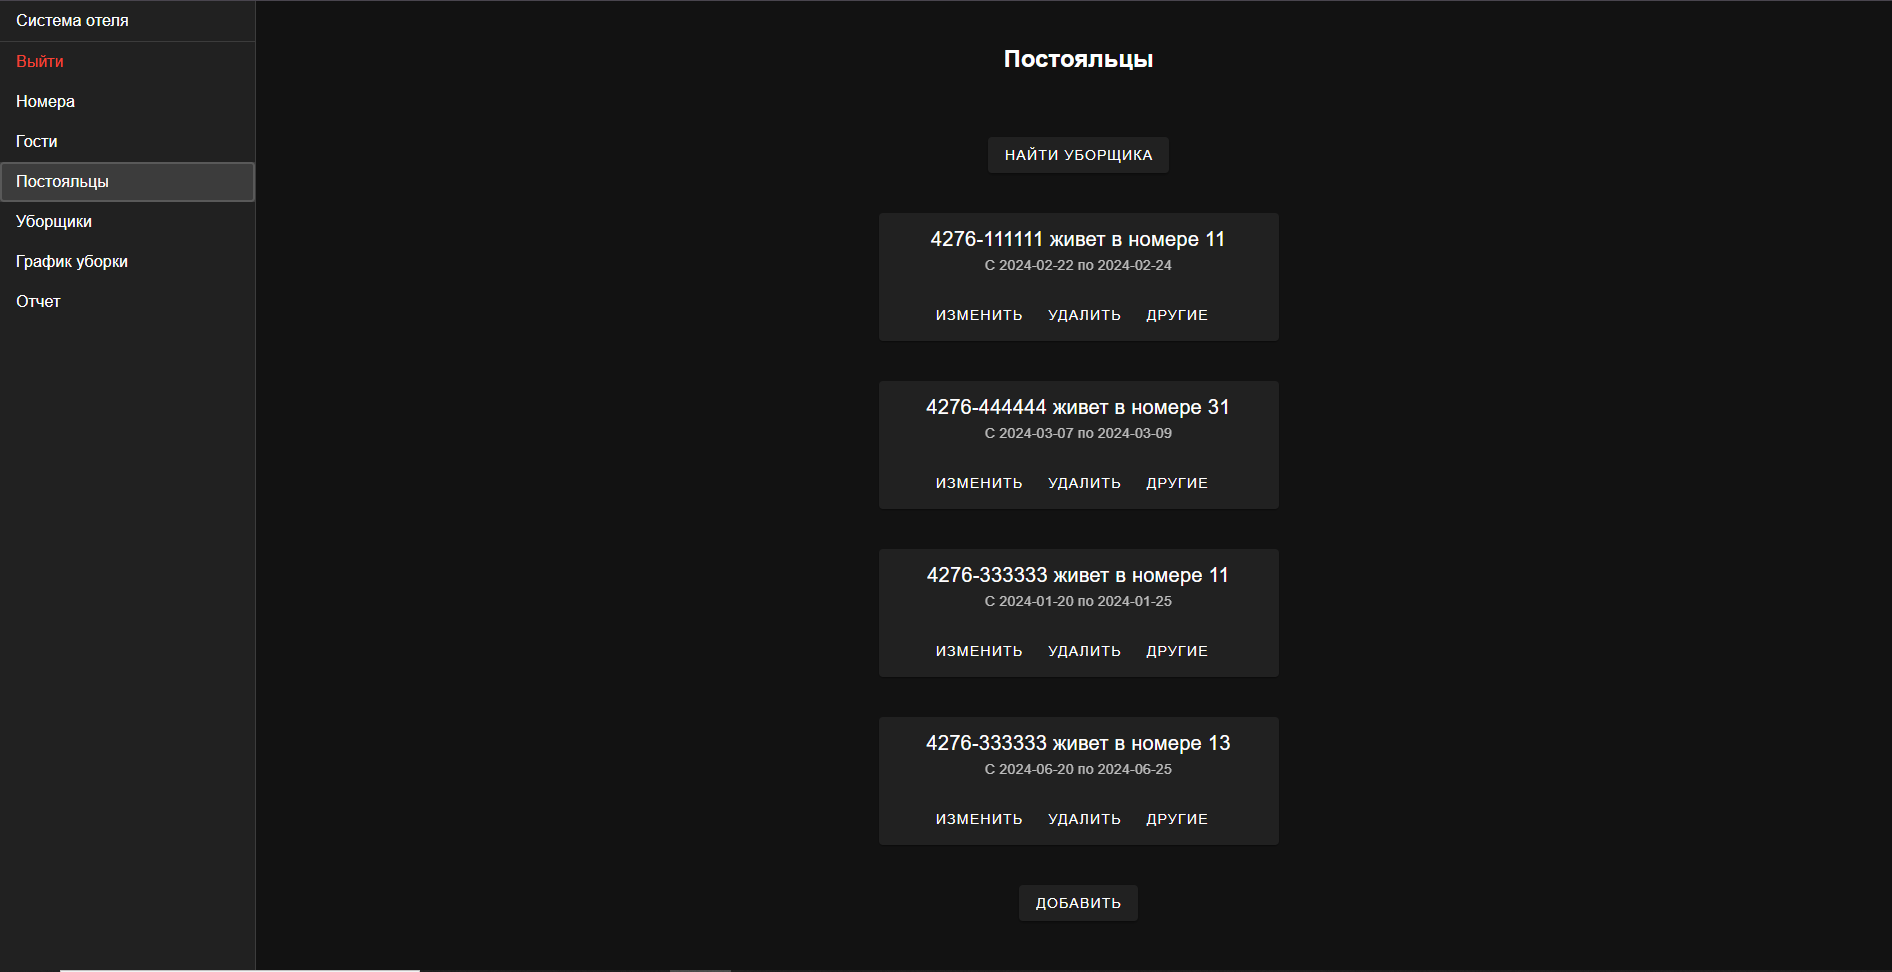 Система отеля
Выйти
Номера
Гости
Постояльцы
Уборщики
График уборки
Отчет
Постояльцы
НАЙТИ УБОРЩИКА
4276-111111 живет в номере 11
С 2024-02-22 по 2024-02-24
ИЗМЕНИТЬ УДАЛИТЬ ДРУГИЕ
4276-444444 живет в номере 31
С 2024-03-07 по 2024-03-09
ИЗМЕНИТЬ УДАЛИТЬ ДРУГИЕ
4276-333333 живет в номере 11
С 2024-01-20 по 2024-01-25
ИЗМЕНИТЬ УДАЛИТЬ ДРУГИЕ
4276-333333 живет в номере 13
С 2024-06-20 по 2024-06-25
ИЗМЕНИТЬ УДАЛИТЬ ДРУГИЕ
ДОБАВИТЬ